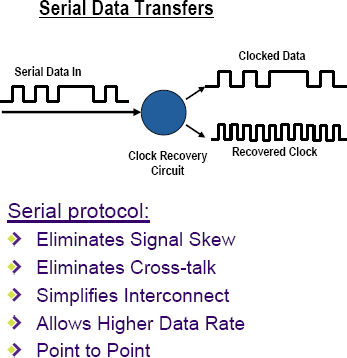 Serial Data Transfers
Clocked Data
Serial Data In
Clock Recovery
Circuit
Recovered Clock
Serial protocol:
Eliminates Signal Skew
Eliminates Cross-talk
Simplifies Interconnect
Allows Higher Data Rate
Point to Point